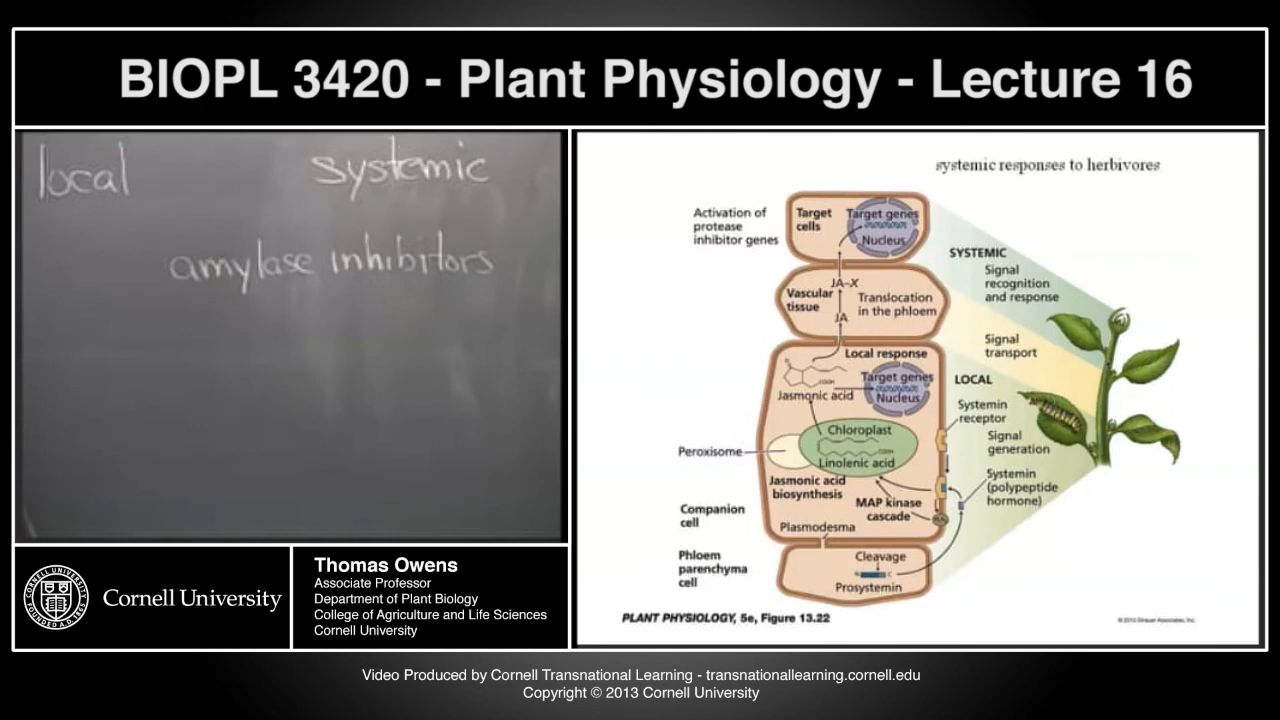 BIOPL 3420 - Plant Physiology - Lecture 16
local systemic
amylase inhibitors
systemic responses to herbivores
Activation of
protease
inhibitor genes
Target
cells
Target genes
Nucleus
SYSTEMIC
Signal
recognition
and response
JA–X
Vascular
tissue
Translocation
in the phloem
JA
Signal
transport
Local response
COOH
Jasmonic acid
Target genes
Nucleus
LOCAL
Systemin
receptor
Signal
generation
Chloroplast
COOH
Linolenic acid
Peroxisome
Jasmonic acid
biosynthesis
Systemin
(polypeptide
hormone)
MAP kinase
cascade
Companion
cell
Plasmodesma
Phloem
parenchyma
cell
Cleavage
N C
Prosystemin
PLANT PHYSIOLOGY, 5e, Figure 13.22
© 2010 Sinauer Associates, Inc.
Cornell University
Thomas Owens
Associate Professor
Department of Plant Biology
College of Agriculture and Life Sciences
Cornell University
Video Produced by Cornell Transnational Learning - transnationallearning.cornell.edu
Copyright © 2013 Cornell University